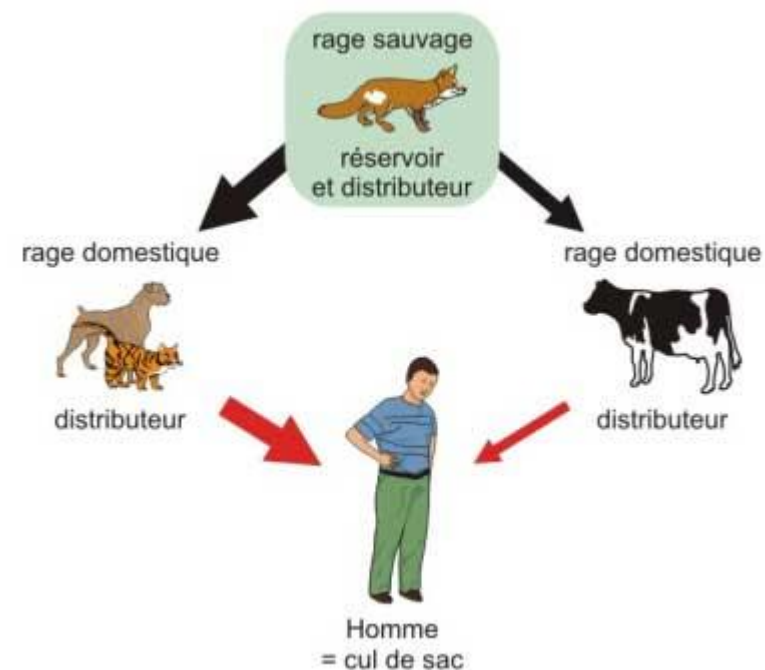 rage sauvage
réservoir
et distributeur
rage domestique
rage domestique
distributeur
distributeur
Homme
= cul de sac